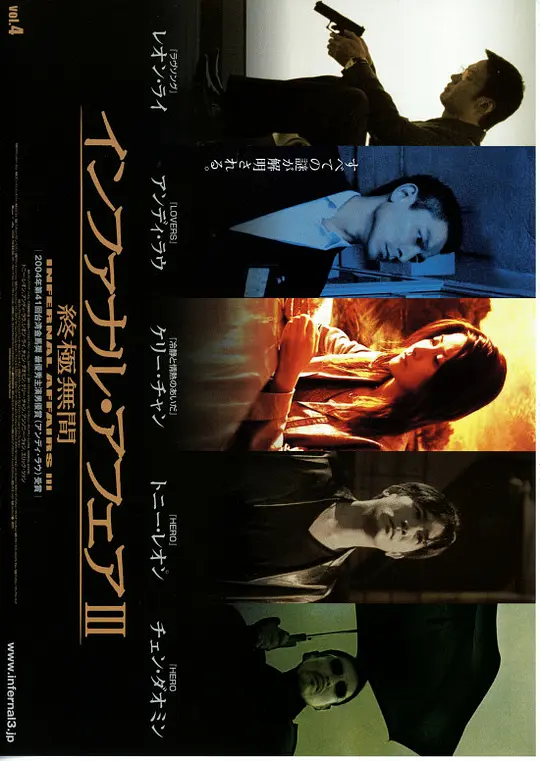 すべての謎が解明される。
「ラヴソング」
レオン・ライ
「LOVERS」
アンディ・ラウ
「冷静と情熱のあいだ」
ケリー・チャン
「HERO」
トニー・レオン
「HERO
チェン・ダオミン
インファナル・アフェアIII
終極無間
INFERNAL AFFAIRS III
2004年第41回台湾金馬奨 最優秀主演男優賞〈アンディ・ラウ〉受賞
vol.4
www.infernal3.jp